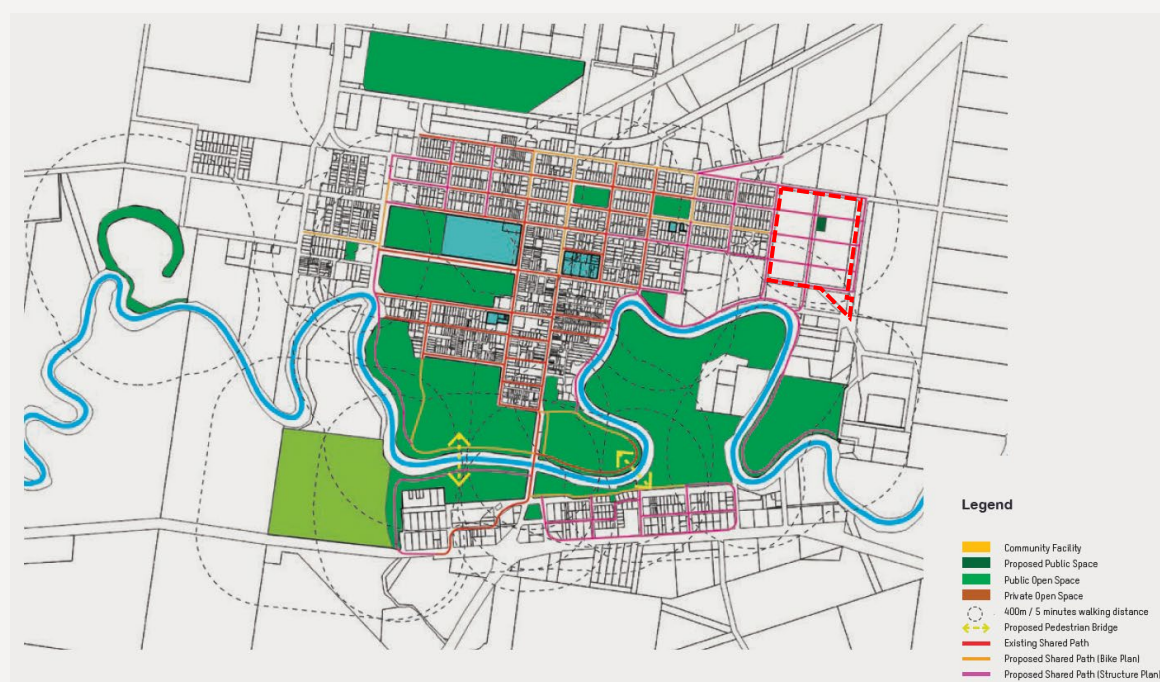 Legend
Community Facility
Proposed Public Space
Public Open Space
Private Open Space
400m / 5 minutes walking distance
Proposed Pedestrian Bridge
Existing Shared Path
Proposed Shared Path (Bike Plan)
Proposed Shared Path (Structure Plan)